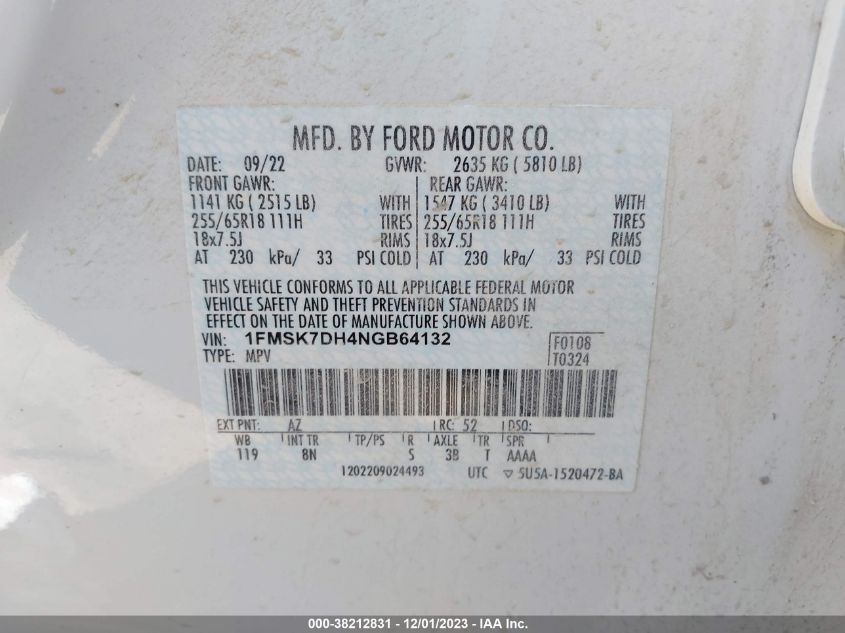 MFD. BY FORD MOTOR CO.
DATE: 09/22 GVWR: 2635 KG ( 5810 LB)
FRONT GAWR: REAR GAWR:
1141 KG ( 2515 LB) WITH 1547 KG ( 3410 LB) WITH
255/65R18 111H TIRES 255/65R18 111H TIRES
18x7.5J RIMS 18x7.5J RIMS
AT 230 kPa/ 33 PSI COLD AT 230 kPa/ 33 PSI COLD
THIS VEHICLE CONFORMS TO ALL APPLICABLE FEDERAL MOTOR
VEHICLE SAFETY AND THEFT PREVENTION STANDARDS IN
EFFECT ON THE DATE OF MANUFACTURE SHOWN ABOVE.
VIN: 1FMSK7DH4NGB64132 F0108
TYPE: MPV T0324
EXT PNT: AZ RC: 52 DSO:
WB INT TR TP/PS R AXLE TR SPR
119 8N S 3B T AAAA
1202209024493 UTC ▽ 5U5A-1520472-BA
000-38212831 - 12/01/2023 - IAA Inc.